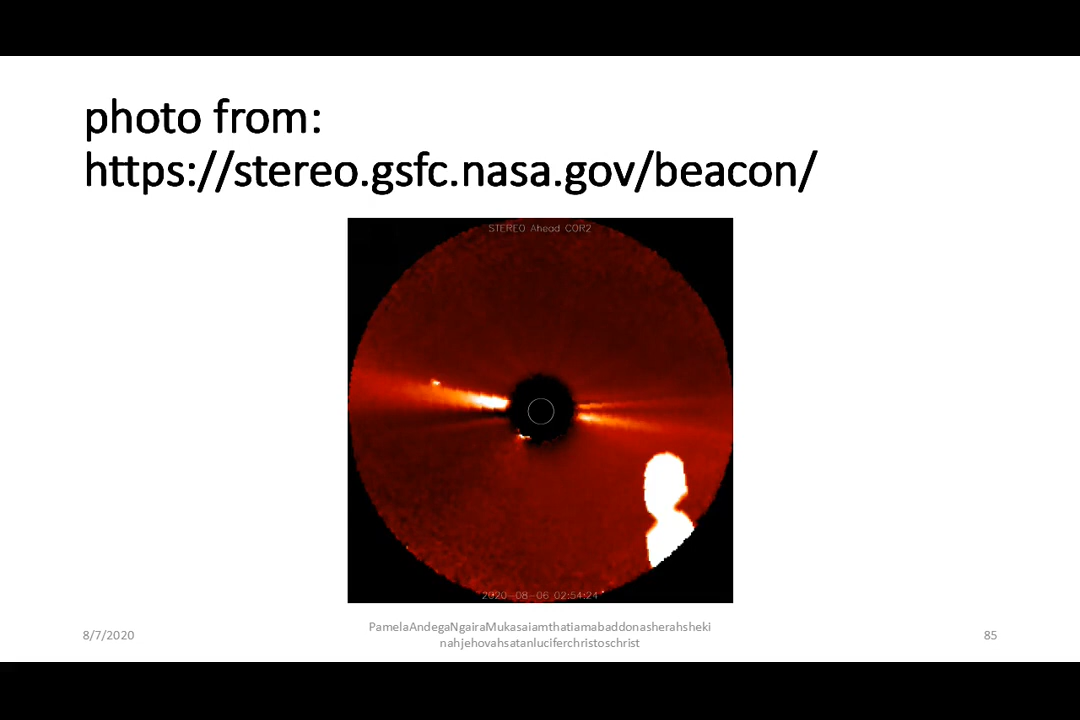 photo from:
https://stereo.gsfc.nasa.gov/beacon/
STEREO Ahead COR2
2020-08-06 02:54:24
8/7/2020
PamelaAndegaNgairaMukasaiamthatiamabaddonasherahsheki
nahjehovahsatanluciferchristoschrist
85